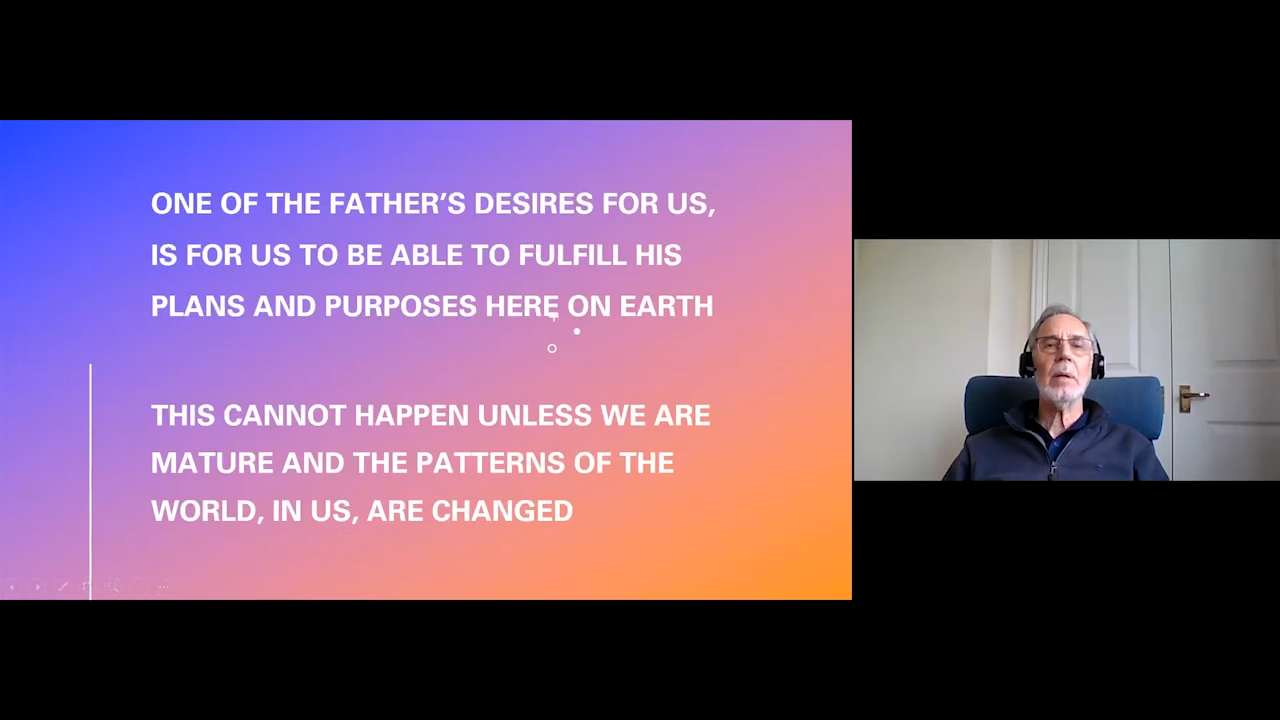 ONE OF THE FATHER’S DESIRES FOR US,
IS FOR US TO BE ABLE TO FULFILL HIS
PLANS AND PURPOSES HERE ON EARTH
THIS CANNOT HAPPEN UNLESS WE ARE
MATURE AND THE PATTERNS OF THE
WORLD, IN US, ARE CHANGED